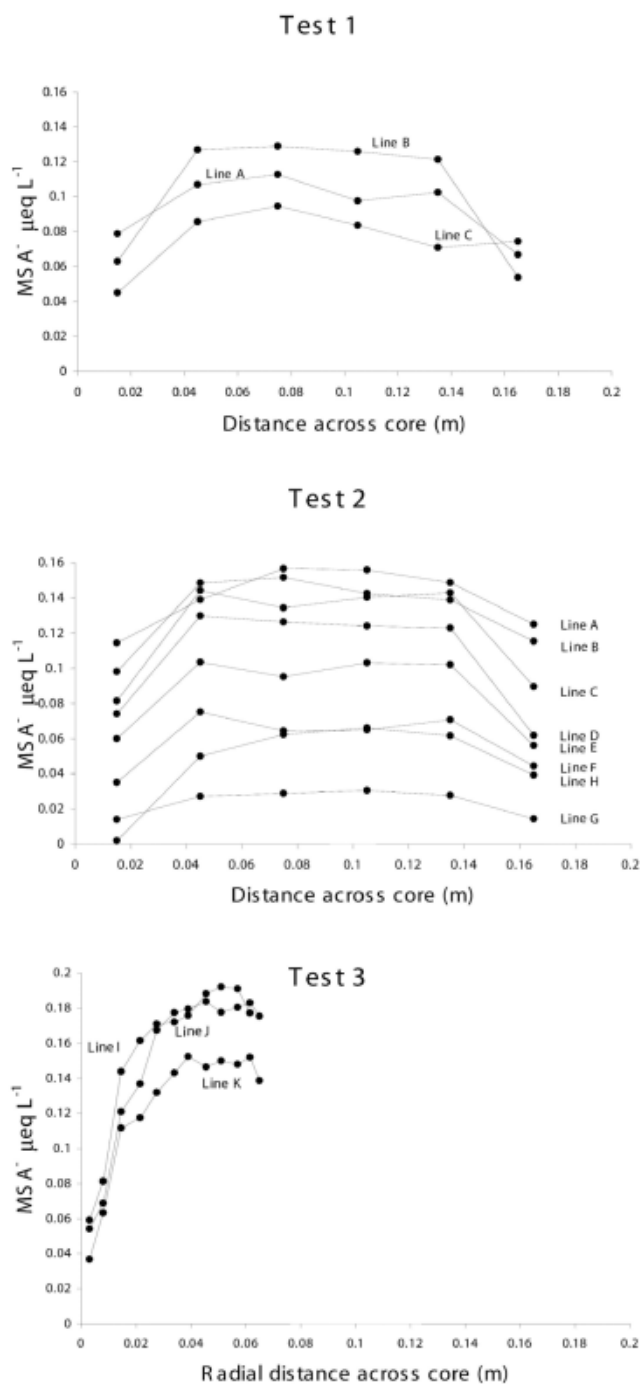 Test 1
0.16
0.14
0.12
0.1
0.08
0.06
0.04
0.02
0
MSA⁻ µeq L⁻¹
Line B
Line A
Line C
0 0.02 0.04 0.06 0.08 0.1 0.12 0.14 0.16 0.18 0.2
Distance across core (m)
Test 2
0.16
0.14
0.12
0.1
0.08
0.06
0.04
0.02
0
MSA⁻ µeq L⁻¹
Line A
Line B
Line C
Line D
Line E
Line F
Line H
Line G
0 0.02 0.04 0.06 0.08 0.1 0.12 0.14 0.16 0.18 0.2
Distance across core (m)
Test 3
0.2
0.18
0.16
0.14
0.12
0.1
0.08
0.06
0.04
0.02
0
MSA⁻ µeq L⁻¹
Line I
Line J
Line K
0 0.02 0.04 0.06 0.08 0.1 0.12 0.14 0.16 0.18 0.2
Radial distance across core (m)